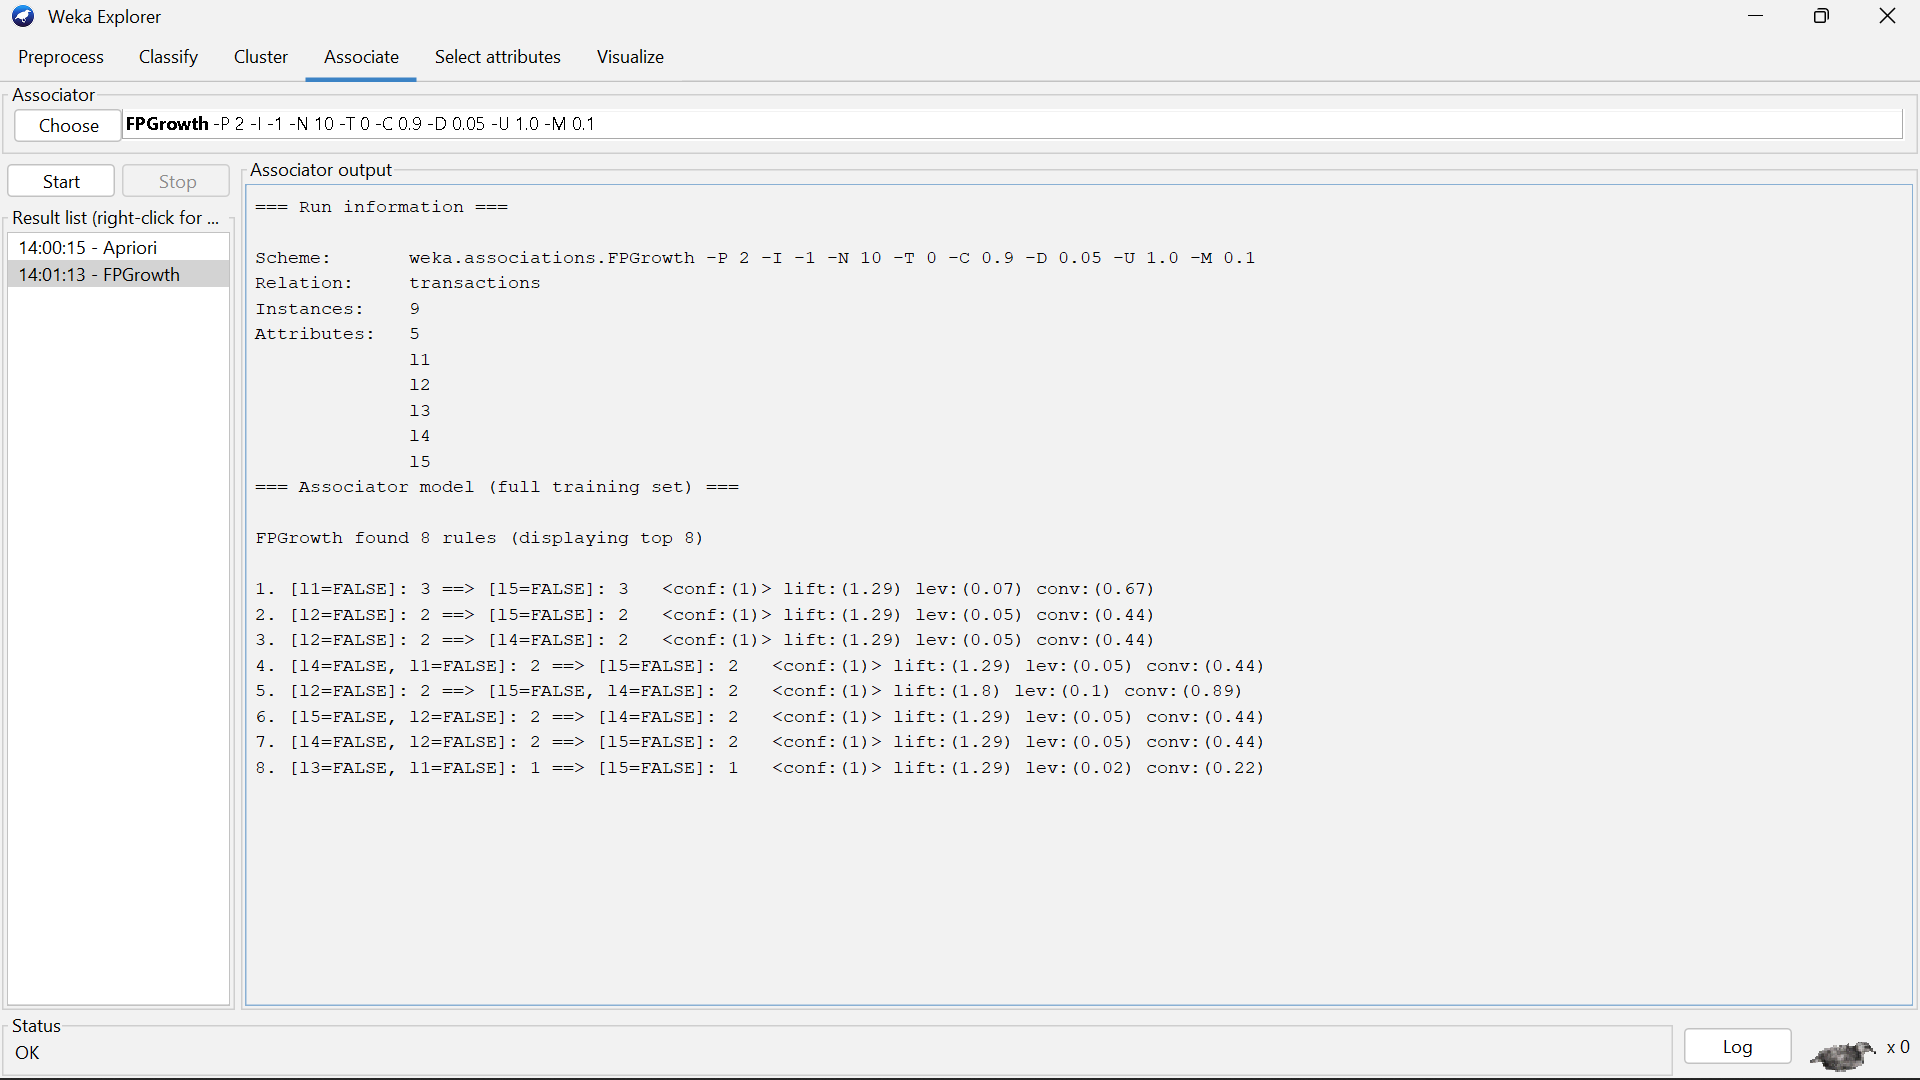 Weka Explorer
Preprocess Classify Cluster Associate Select attributes Visualize
Associator
Choose FPGrowth -P 2 -I -1 -N 10 -T 0 -C 0.9 -D 0.05 -U 1.0 -M 0.1
Start Stop
Result list (right-click for ...
14:00:15 - Apriori
14:01:13 - FPGrowth
Associator output
=== Run information ===
Scheme: weka.associations.FPGrowth -P 2 -I -1 -N 10 -T 0 -C 0.9 -D 0.05 -U 1.0 -M 0.1
Relation: transactions
Instances: 9
Attributes: 5
l1
l2
l3
l4
l5
=== Associator model (full training set) ===
FPGrowth found 8 rules (displaying top 8)
1. [l1=FALSE]: 3 ==> [l5=FALSE]: 3 <conf:(1)> lift:(1.29) lev:(0.07) conv:(0.67)
2. [l2=FALSE]: 2 ==> [l5=FALSE]: 2 <conf:(1)> lift:(1.29) lev:(0.05) conv:(0.44)
3. [l2=FALSE]: 2 ==> [l4=FALSE]: 2 <conf:(1)> lift:(1.29) lev:(0.05) conv:(0.44)
4. [l4=FALSE, l1=FALSE]: 2 ==> [l5=FALSE]: 2 <conf:(1)> lift:(1.29) lev:(0.05) conv:(0.44)
5. [l2=FALSE]: 2 ==> [l5=FALSE, l4=FALSE]: 2 <conf:(1)> lift:(1.8) lev:(0.1) conv:(0.89)
6. [l5=FALSE, l2=FALSE]: 2 ==> [l4=FALSE]: 2 <conf:(1)> lift:(1.29) lev:(0.05) conv:(0.44)
7. [l4=FALSE, l2=FALSE]: 2 ==> [l5=FALSE]: 2 <conf:(1)> lift:(1.29) lev:(0.05) conv:(0.44)
8. [l3=FALSE, l1=FALSE]: 1 ==> [l5=FALSE]: 1 <conf:(1)> lift:(1.29) lev:(0.02) conv:(0.22)
Status
OK
Log
x 0